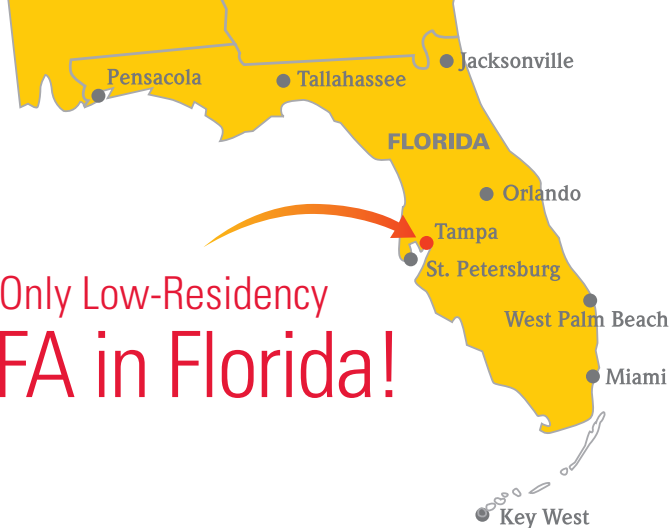 Jacksonville
Pensacola
Tallahassee
FLORIDA
Orlando
Tampa
St. Petersburg
Only Low-Residency
FA in Florida!
West Palm Beach
Miami
Key West